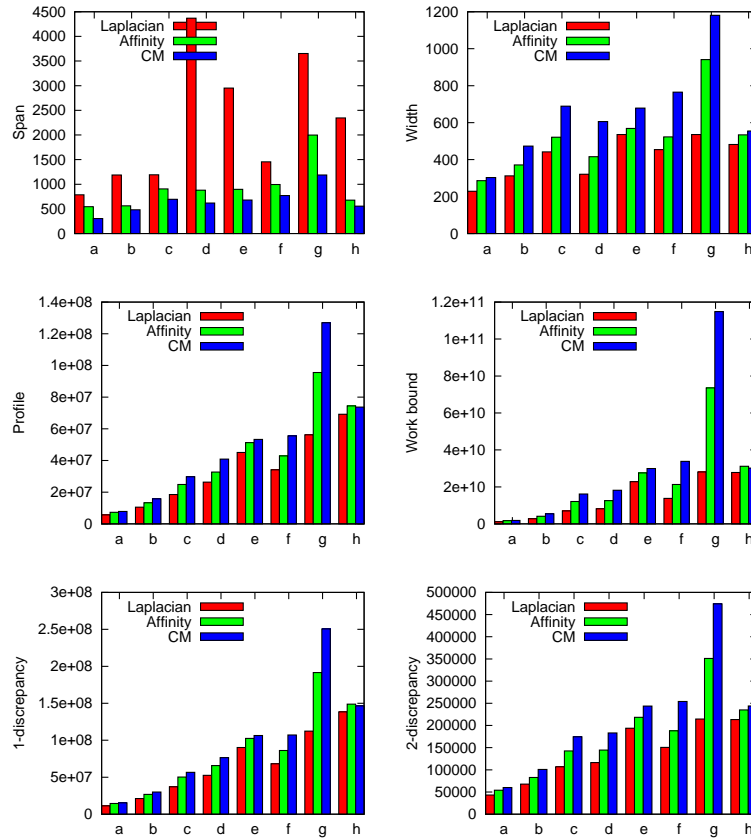 4500
4000
3500
3000
2500
2000
1500
1000
500
0
Span
Laplacian
Affinity
CM
a b c d e f g h
1200
1000
800
600
400
200
0
Width
Laplacian
Affinity
CM
a b c d e f g h
1.4e+08
1.2e+08
1e+08
8e+07
6e+07
4e+07
2e+07
0
Profile
Laplacian
Affinity
CM
a b c d e f g h
1.2e+11
1e+11
8e+10
6e+10
4e+10
2e+10
0
Work bound
Laplacian
Affinity
CM
a b c d e f g h
3e+08
2.5e+08
2e+08
1.5e+08
1e+08
5e+07
0
1-discrepancy
Laplacian
Affinity
CM
a b c d e f g h
500000
450000
400000
350000
300000
250000
200000
150000
100000
50000
0
2-discrepancy
Laplacian
Affinity
CM
a b c d e f g h